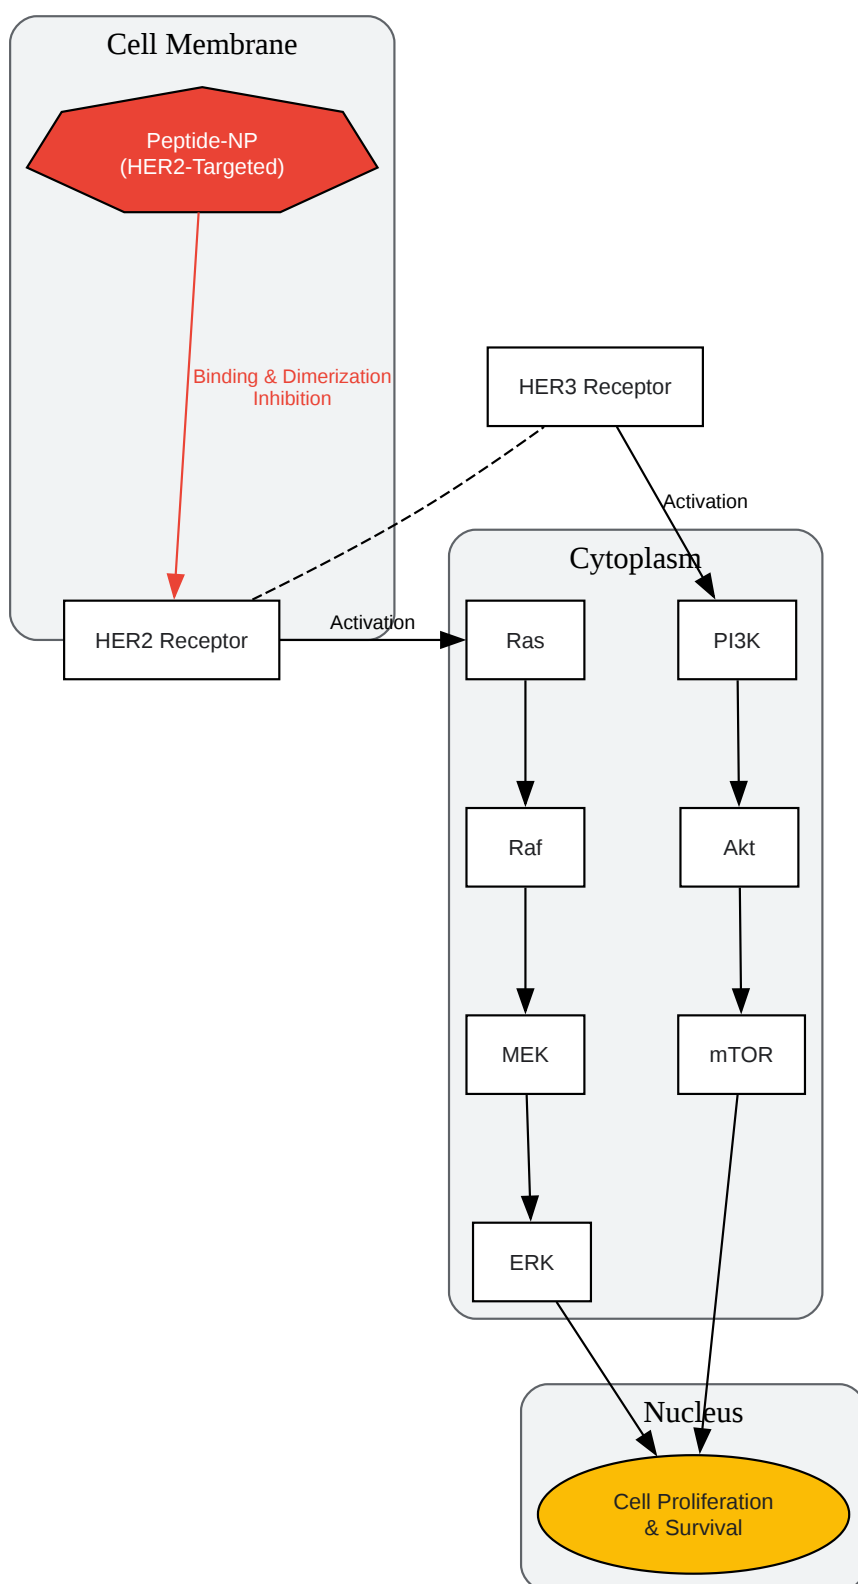 Cell Membrane
Peptide-NP
(HER2-Targeted)
Binding & Dimerization
Inhibition
HER3 Receptor
Activation
Cytoplasm
HER2 Receptor
Activation
Ras
PI3K
Raf
Akt
MEK
mTOR
ERK
Nucleus
Cell Proliferation
& Survival